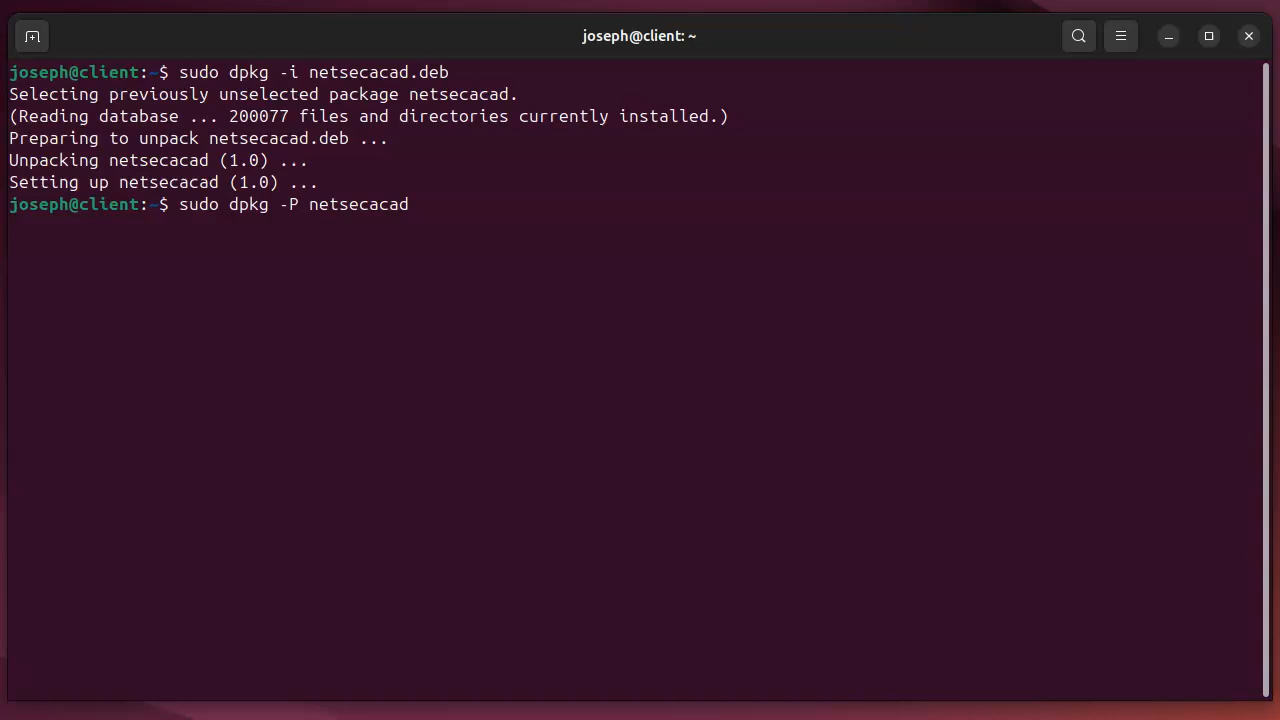 joseph@client: ~
joseph@client:~$ sudo dpkg -i netsecacad.deb
Selecting previously unselected package netsecacad.
(Reading database ... 200077 files and directories currently installed.)
Preparing to unpack netsecacad.deb ...
Unpacking netsecacad (1.0) ...
Setting up netsecacad (1.0) ...
joseph@client:~$ sudo dpkg -P netsecacad